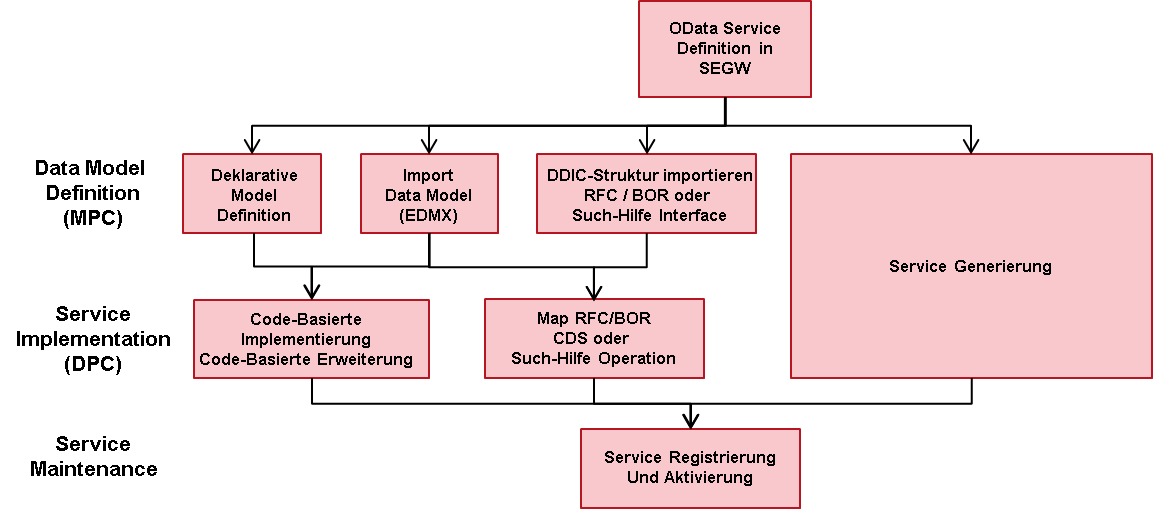 OData Service
Definition in
SEGW
Data Model
Definition
(MPC)
Deklarative
Model
Definition
Import
Data Model
(EDMX)
DDIC-Struktur importieren
RFC / BOR oder
Such-Hilfe Interface
Service Generierung
Service
Implementation
(DPC)
Code-Basierte
Implementierung
Code-Basierte Erweiterung
Map RFC/BOR
CDS oder
Such-Hilfe Operation
Service
Maintenance
Service Registrierung
Und Aktivierung